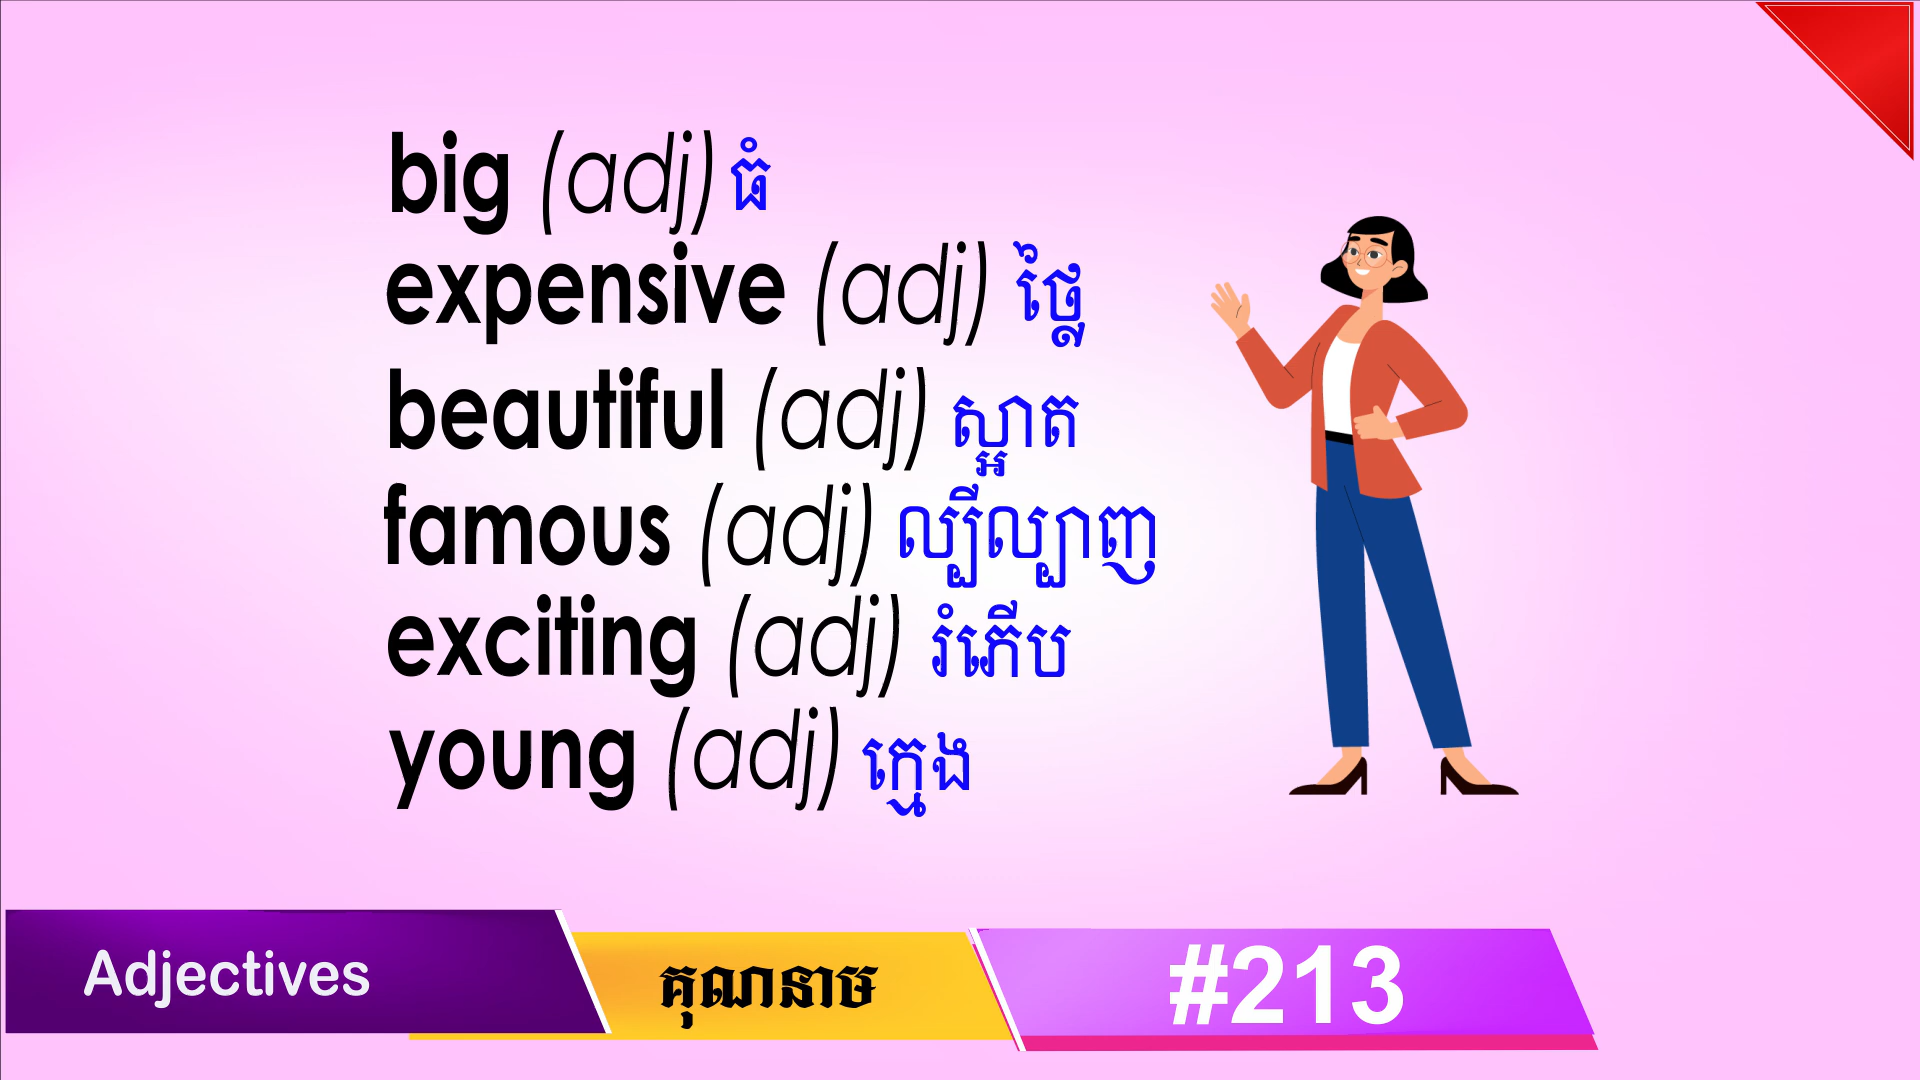 big (adj) ធំ
expensive (adj) ថ្លៃ
beautiful (adj) ស្អាត
famous (adj) ល្បីល្បាញ
exciting (adj) រំភើប
young (adj) ក្មេង
Adjectives
គុណនាម
#213